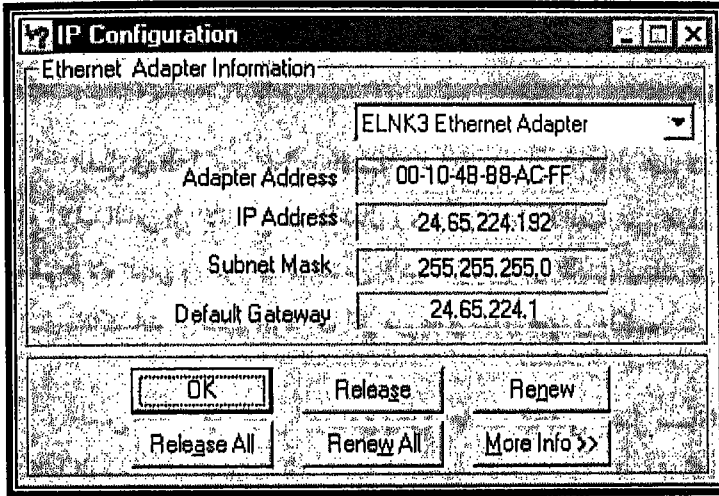 IP Configuration
Ethernet Adapter Information
ELNK3 Ethernet Adapter
Adapter Address 00-10-4B-B8-AC-FF
IP Address 24.65.224.192
Subnet Mask 255.255.255.0
Default Gateway 24.65.224.1
OK Release Renew
Release All Renew All More Info >>